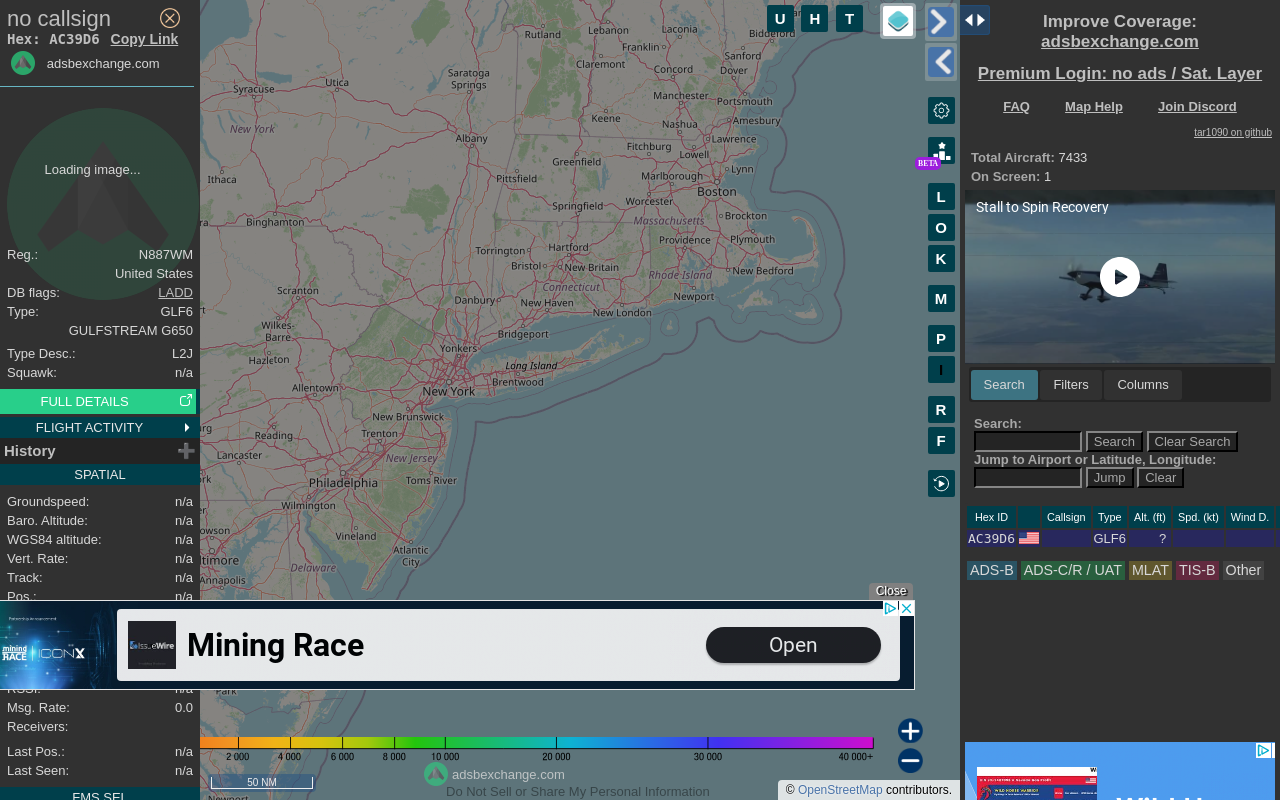 no callsign
Hex: AC39D6 Copy Link
adsbexchange.com
Loading image...
Reg.: N887WM
United States
DB flags: LADD
Type: GLF6
GULFSTREAM G650
Type Desc.: L2J
Squawk: n/a
FULL DETAILS
FLIGHT ACTIVITY
History
SPATIAL
Groundspeed: n/a
Baro. Altitude: n/a
WGS84 altitude: n/a
Vert. Rate: n/a
Track: n/a
Pos.: n/a
RSSI: n/a
Msg. Rate: 0.0
Receivers:
Last Pos.: n/a
Last Seen: n/a
FMS SEL
U H T
BETA
L
O
K
M
P
I
R
F
Rutland
Lebanon
Laconia
Biddeford
Franklin
Claremont
Sanford
Concord
Dover
Saratoga
Springs
Utica
Syracuse
Manchester
Portsmouth
Keene
Nashua
Amesbury
New York
Albany
Lawrence
Fitchburg
Lowell
Greenfield
Lynn
Ithaca
Pittsfield
Marlborough
Boston
Worcester
Springfield
Massachusetts
Brockton
Binghamton
Torrington
Hartford
Providence
Plymouth
Bristol
New Britain
Rhode Island
New Bedford
Connecticut
Scranton
Danbury
New Haven
Newport
New London
Wilkes-
Barre
Bridgeport
Yonkers
Hazleton
Long Island
Brentwood
Allentown
New York
New Brunswick
Reading
Trenton
Lancaster
New Jersey
Philadelphia
Toms River
Wilmington
Vineland
Atlantic
City
Annapolis
Delaware
Close
mining
RACE
ICONX
Mining Race
Open
Park
2 000 4 000 6 000 8 000 10 000 20 000 30 000 40 000+
50 NM
adsbexchange.com
Do Not Sell or Share My Personal Information
Newport
© OpenStreetMap contributors.
Improve Coverage:
adsbexchange.com
Premium Login: no ads / Sat. Layer
FAQ Map Help Join Discord
tar1090 on github
Total Aircraft: 7433
On Screen: 1
Stall to Spin Recovery
Search Filters Columns
Search:
Search Clear Search
Jump to Airport or Latitude, Longitude:
Jump Clear
Hex ID Callsign Type Alt. (ft) Spd. (kt) Wind D.
AC39D6 GLF6 ?
ADS-B ADS-C/R / UAT MLAT TIS-B Other